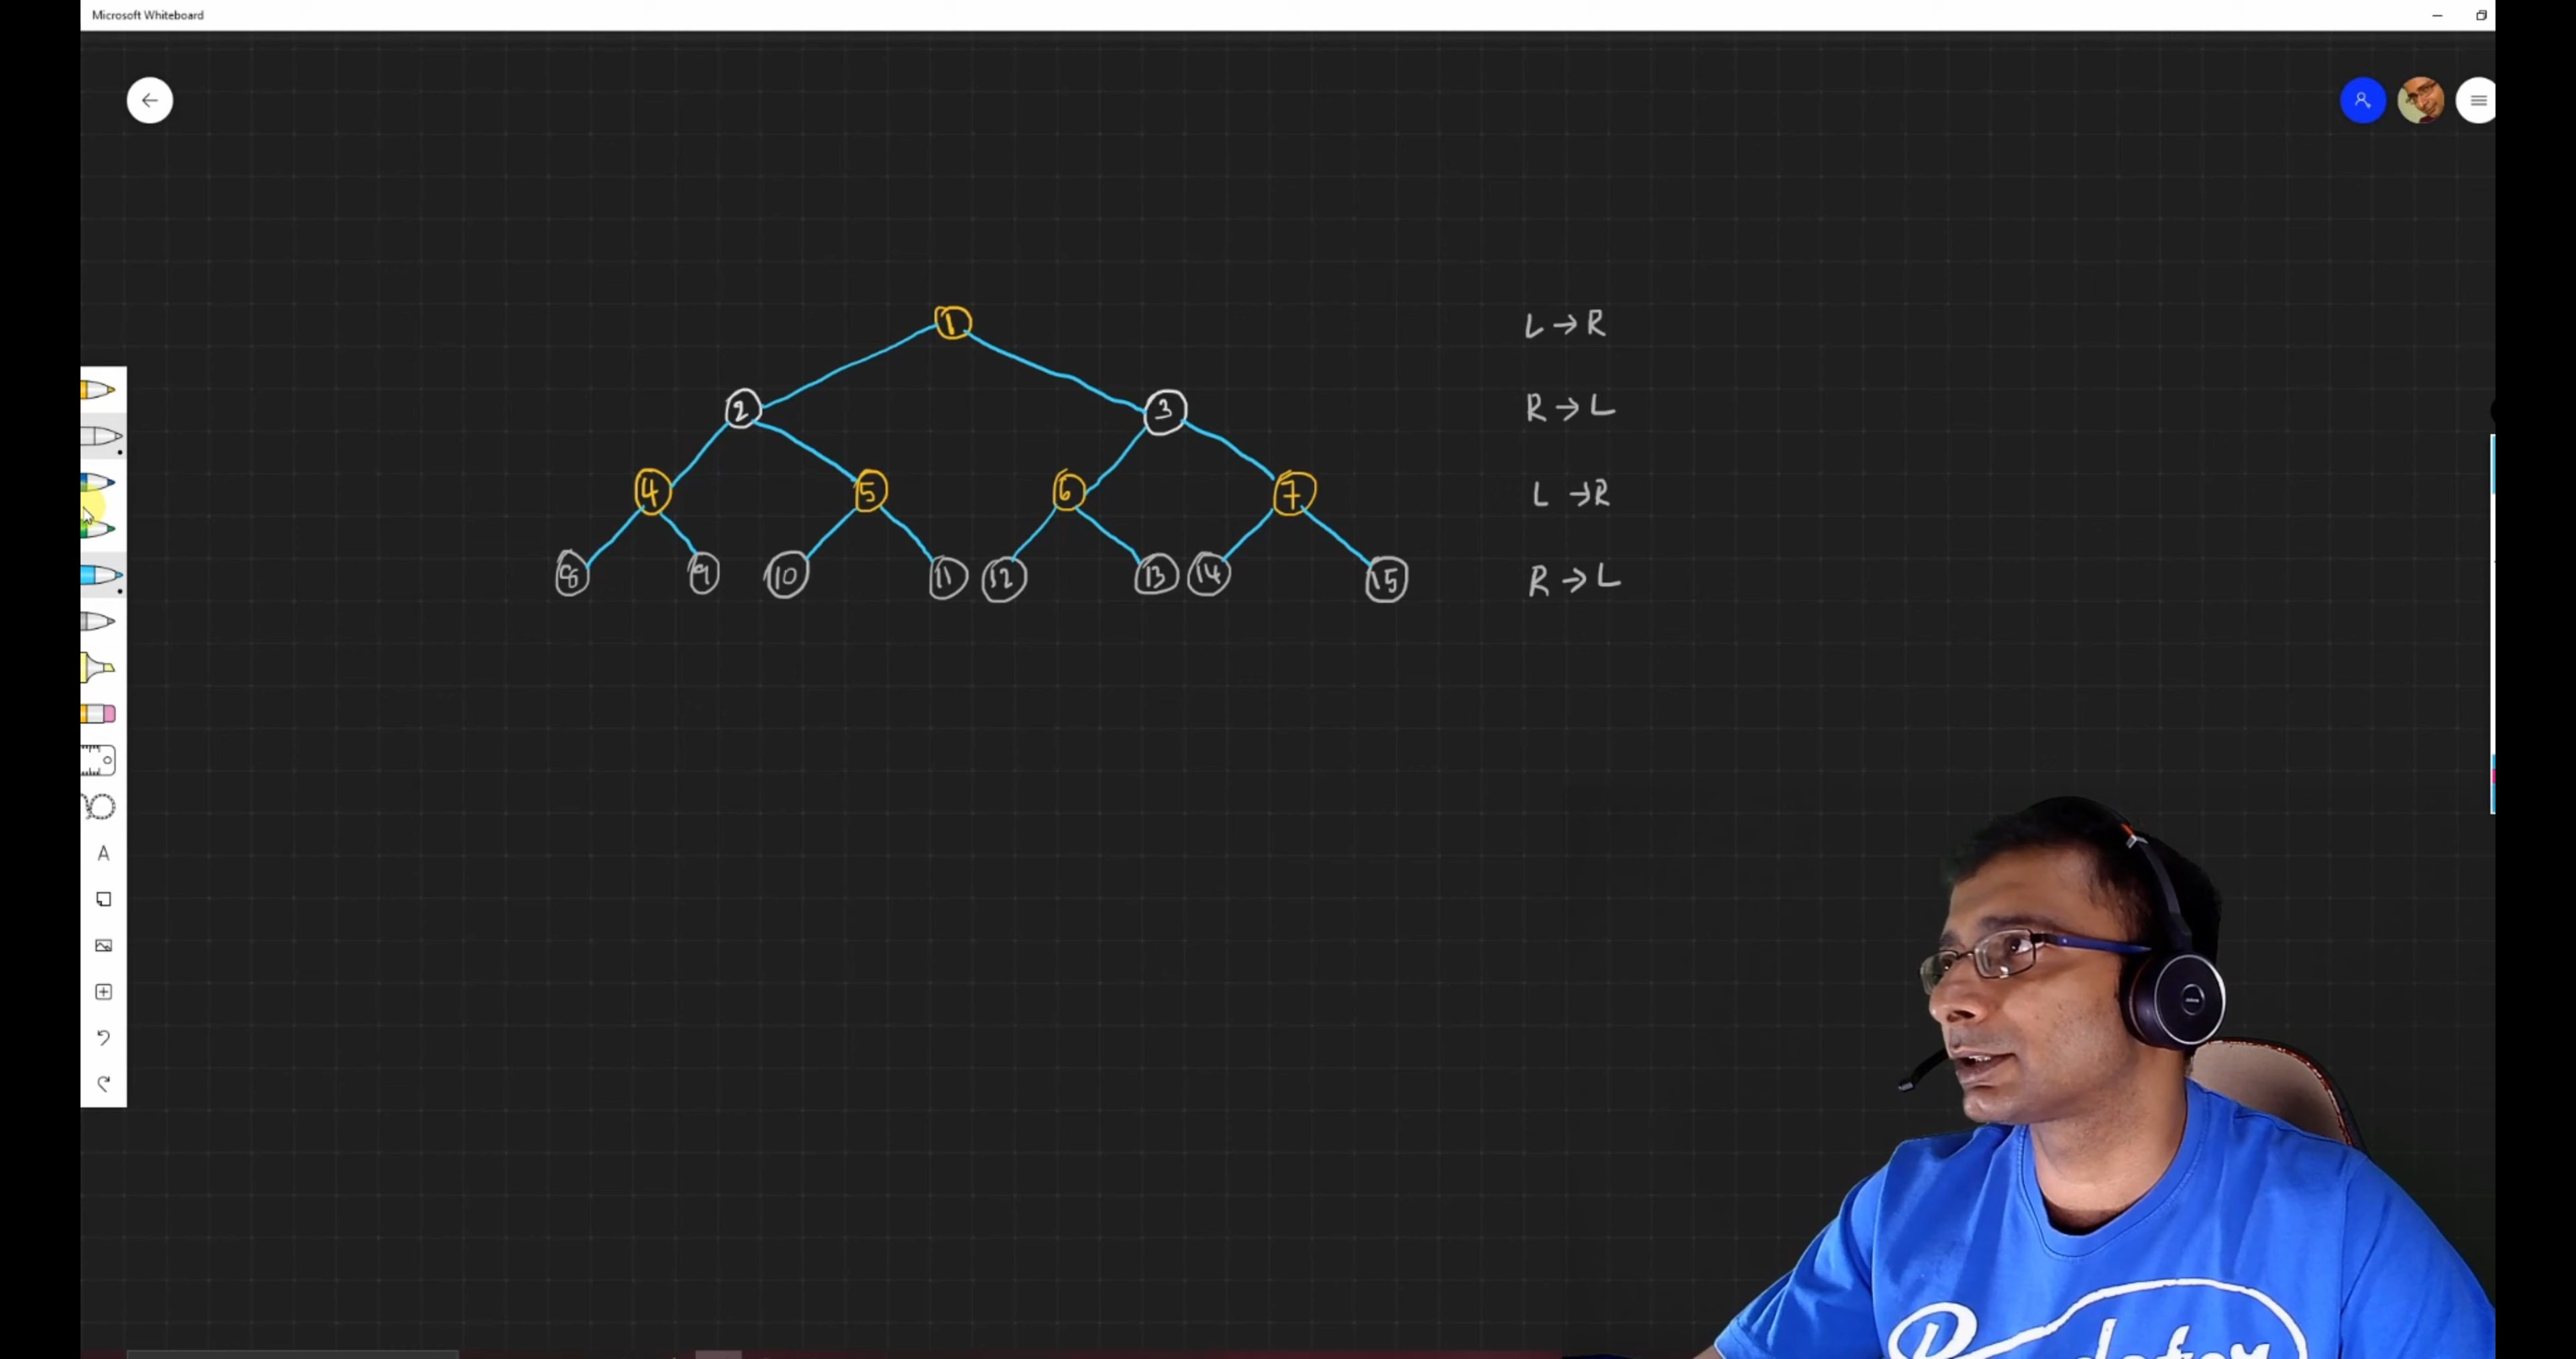 Microsoft Whiteboard
1 L → R
2 3 R → L
4 5 6 7 L → R
8 9 10 11 12 13 14 15 R → L
A